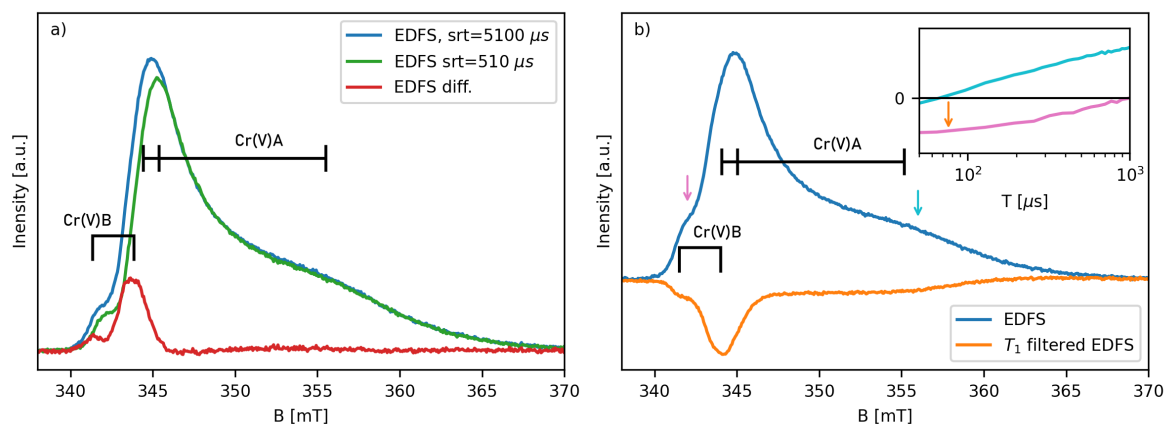 a)
EDFS, srt=5100 μs
EDFS srt=510 μs
EDFS diff.
Cr(V)A
Cr(V)B
Inensity [a.u.]
340 345 350 355 360 365 370
B [mT]
b)
0
10² 10³
T [μs]
Cr(V)A
Cr(V)B
Inensity [a.u.]
EDFS
T₁ filtered EDFS
340 345 350 355 360 365 370
B [mT]